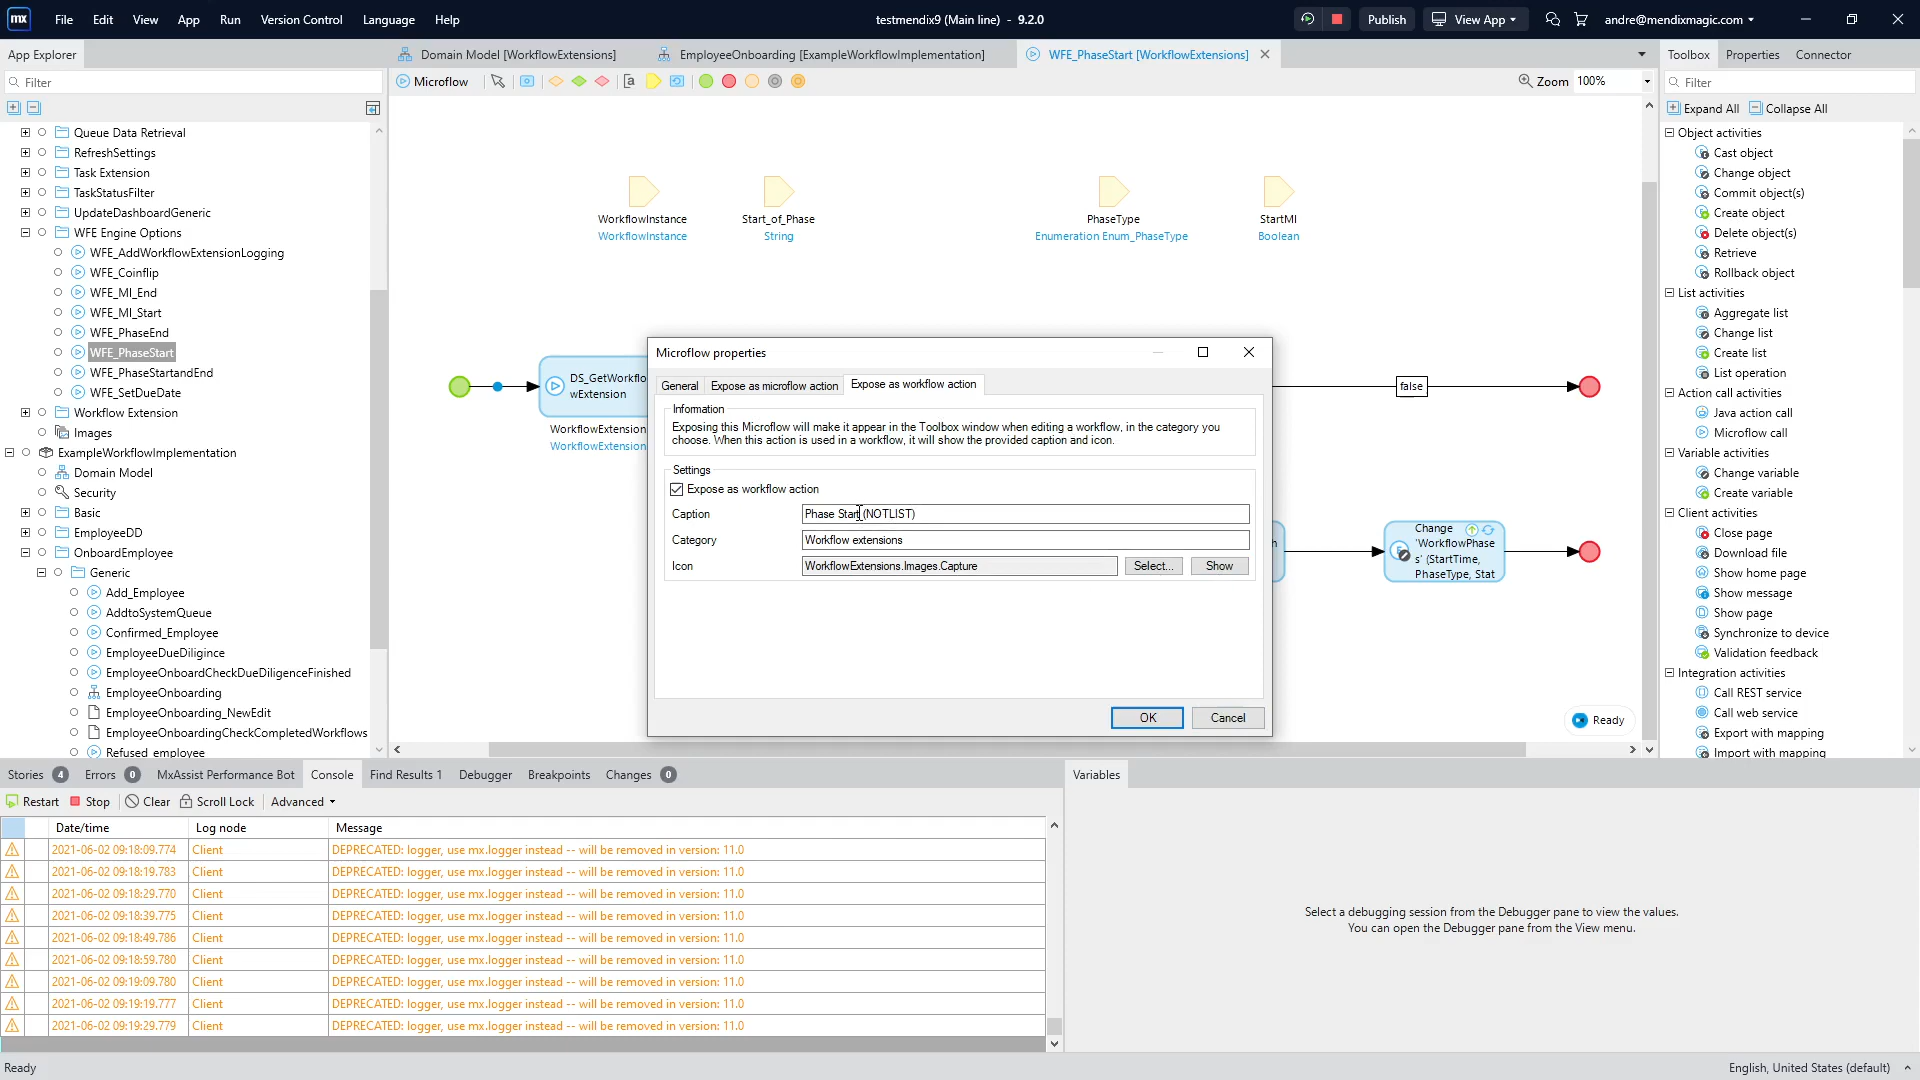 mx File Edit View App Run Version Control Language Help
testmendix9 (Main line) - 9.2.0
Publish View App andre@mendixmagic.com
App Explorer
Domain Model [WorkflowExtensions]
EmployeeOnboarding [ExampleWorkflowImplementation]
WFE_PhaseStart [WorkflowExtensions]
Toolbox Properties Connector
Filter
Microflow
Zoom 100%
Filter
Expand All Collapse All
Queue Data Retrieval
RefreshSettings
Task Extension
TaskStatusFilter
UpdateDashboardGeneric
WFE Engine Options
WFE_AddWorkflowExtensionLogging
WFE_Coinflip
WFE_MI_End
WFE_MI_Start
WFE_PhaseEnd
WFE_PhaseStart
WFE_PhaseStartandEnd
WFE_SetDueDate
Workflow Extension
Images
ExampleWorkflowImplementation
Domain Model
Security
Basic
EmployeeDD
OnboardEmployee
Generic
Add_Employee
AddtoSystemQueue
Confirmed_Employee
EmployeeDueDiligince
EmployeeOnboardCheckDueDiligenceFinished
EmployeeOnboarding
EmployeeOnboarding_NewEdit
EmployeeOnboardingCheckCompletedWorkflows
Refused_employee
WorkflowInstance
WorkflowInstance
Start_of_Phase
String
PhaseType
Enumeration Enum_PhaseType
StartMI
Boolean
DS_GetWorkflo
wExtension
WorkflowExtension
WorkflowExtension
false
h
Change
'WorkflowPhase
s' (StartTime,
PhaseType, Stat
Ready
Microflow properties
General Expose as microflow action Expose as workflow action
Information
Exposing this Microflow will make it appear in the Toolbox window when editing a workflow, in the category you
choose. When this action is used in a workflow, it will show the provided caption and icon.
Settings
Expose as workflow action
Caption Phase Start (NOTLIST)
Category Workflow extensions
Icon WorkflowExtensions.Images.Capture Select... Show
OK Cancel
Object activities
Cast object
Change object
Commit object(s)
Create object
Delete object(s)
Retrieve
Rollback object
List activities
Aggregate list
Change list
Create list
List operation
Action call activities
Java action call
Microflow call
Variable activities
Change variable
Create variable
Client activities
Close page
Download file
Show home page
Show message
Show page
Synchronize to device
Validation feedback
Integration activities
Call REST service
Call web service
Export with mapping
Import with mapping
Stories 4 Errors 0 MxAssist Performance Bot Console Find Results 1 Debugger Breakpoints Changes 0
Variables
Restart Stop Clear Scroll Lock Advanced
Date/time Log node Message
2021-06-02 09:18:09.774 Client DEPRECATED: logger, use mx.logger instead -- will be removed in version: 11.0
2021-06-02 09:18:19.783 Client DEPRECATED: logger, use mx.logger instead -- will be removed in version: 11.0
2021-06-02 09:18:29.770 Client DEPRECATED: logger, use mx.logger instead -- will be removed in version: 11.0
2021-06-02 09:18:39.775 Client DEPRECATED: logger, use mx.logger instead -- will be removed in version: 11.0
2021-06-02 09:18:49.786 Client DEPRECATED: logger, use mx.logger instead -- will be removed in version: 11.0
2021-06-02 09:18:59.780 Client DEPRECATED: logger, use mx.logger instead -- will be removed in version: 11.0
2021-06-02 09:19:09.780 Client DEPRECATED: logger, use mx.logger instead -- will be removed in version: 11.0
2021-06-02 09:19:19.777 Client DEPRECATED: logger, use mx.logger instead -- will be removed in version: 11.0
2021-06-02 09:19:29.779 Client DEPRECATED: logger, use mx.logger instead -- will be removed in version: 11.0
Select a debugging session from the Debugger pane to view the values.
You can open the Debugger pane from the View menu.
Ready
English, United States (default)